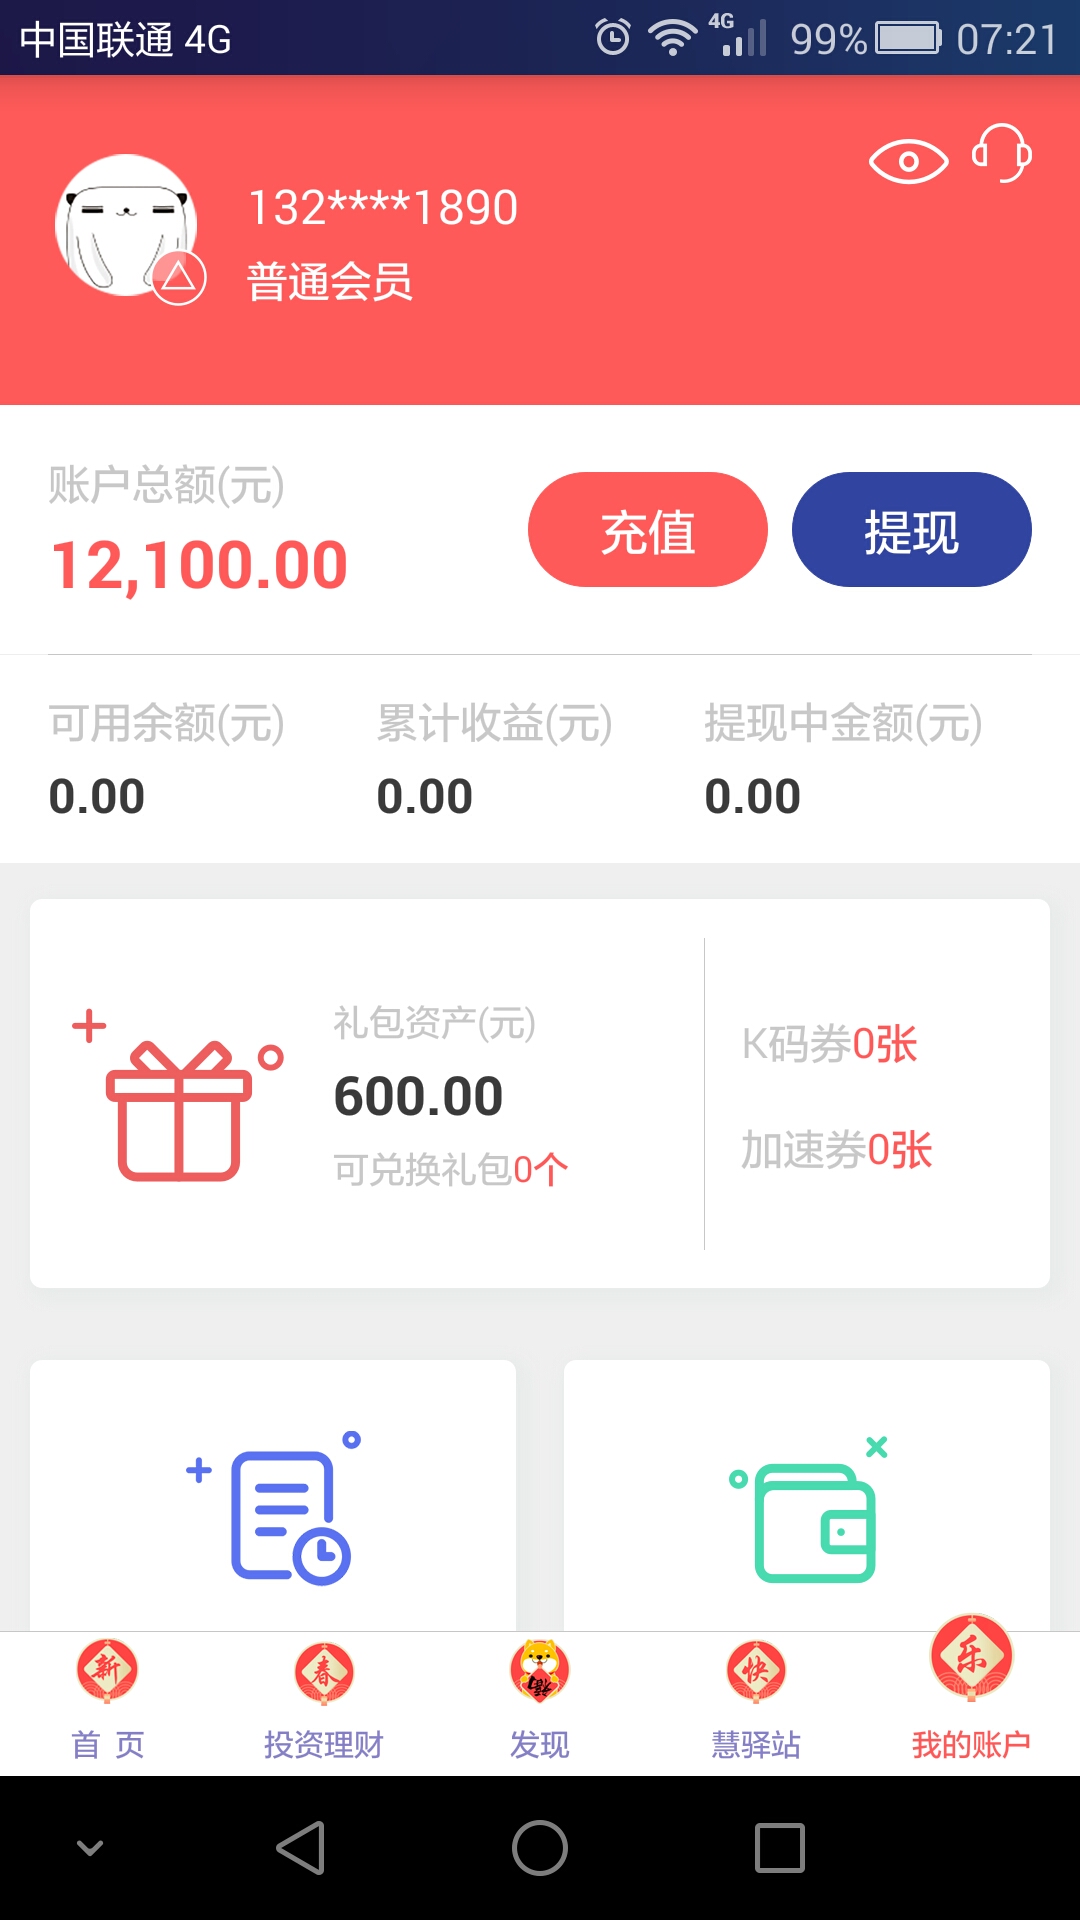 中国联通 4G 4G 99% 07:21
132****1890
普通会员
账户总额(元)
12,100.00
充值 提现
可用余额(元) 累计收益(元) 提现中金额(元)
0.00 0.00 0.00
礼包资产(元)
600.00
可兑换礼包0个
K码券0张
加速券0张
新 春 福 快 乐
首 页 投资理财 发现 慧驿站 我的账户